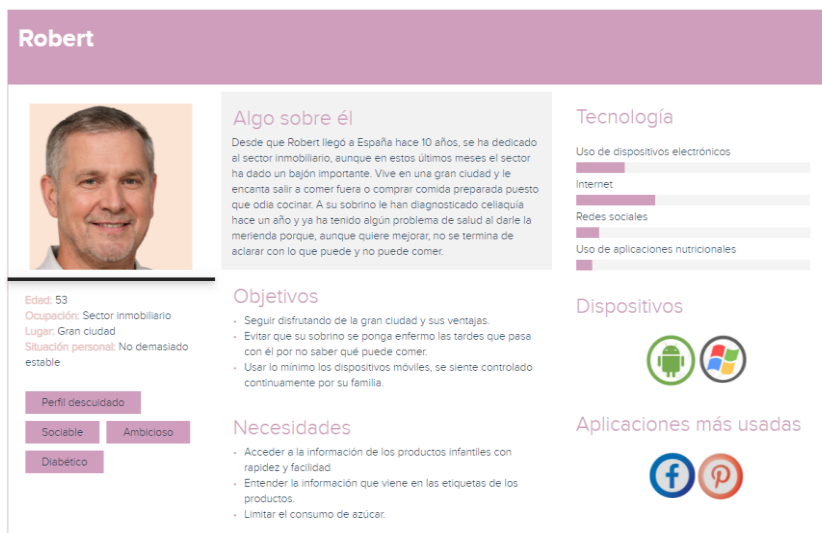 Robert
Algo sobre él
Desde que Robert llegó a España hace 10 años, se ha dedicado
al sector inmobiliario, aunque en estos últimos meses el sector
ha dado un bajón importante. Vive en una gran ciudad y le
encanta salir a comer fuera o comprar comida preparada puesto
que odia cocinar. A su sobrino le han diagnosticado celiaquía
hace un año y ya ha tenido algún problema de salud al darle la
merienda porque, aunque quiere mejorar, no se termina de
aclarar con lo que puede y no puede comer.
Edad: 53
Ocupación: Sector inmobiliario
Lugar: Gran ciudad
Situación personal: No demasiado
estable
Perfil descuidado
Sociable
Ambicioso
Diabético
Objetivos
- Seguir disfrutando de la gran ciudad y sus ventajas.
- Evitar que su sobrino se ponga enfermo las tardes que pasa
con él por no saber qué puede comer.
- Usar lo mínimo los dispositivos móviles, se siente controlado
continuamente por su familia.
Necesidades
- Acceder a la información de los productos infantiles con
rapidez y facilidad
- Entender la información que viene en las etiquetas de los
productos.
- Limitar el consumo de azúcar.
Tecnología
Uso de dispositivos electrónicos
Internet
Redes sociales
Uso de aplicaciones nutricionales
Dispositivos
Aplicaciones más usadas